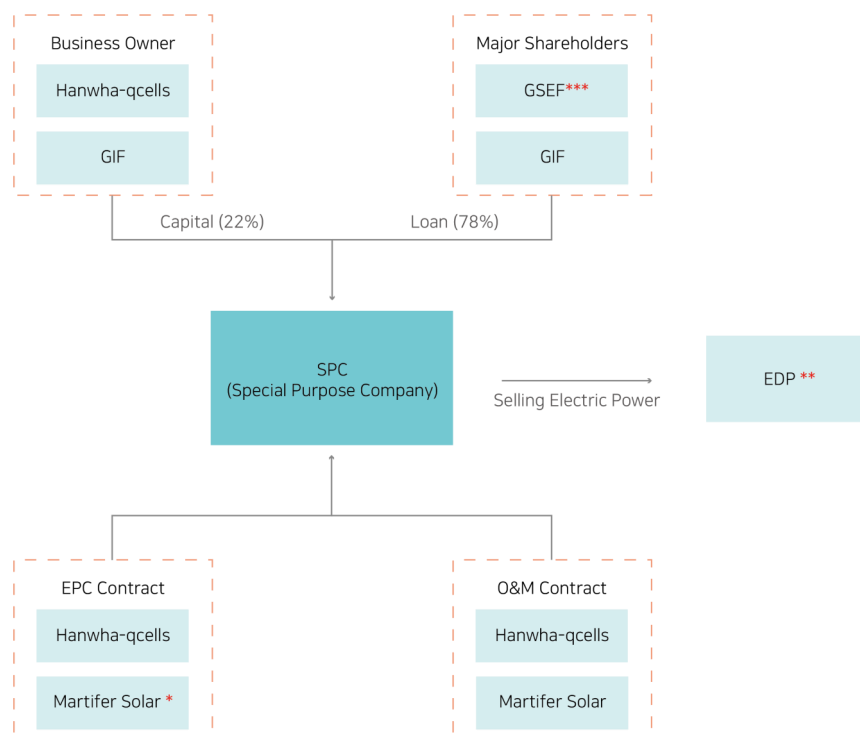 Business Owner
Hanwha-qcells
GIF
Major Shareholders
GSEF***
GIF
Capital (22%)
Loan (78%)
SPC
(Special Purpose Company)
Selling Electric Power
EDP **
EPC Contract
Hanwha-qcells
Martifer Solar *
O&M Contract
Hanwha-qcells
Martifer Solar